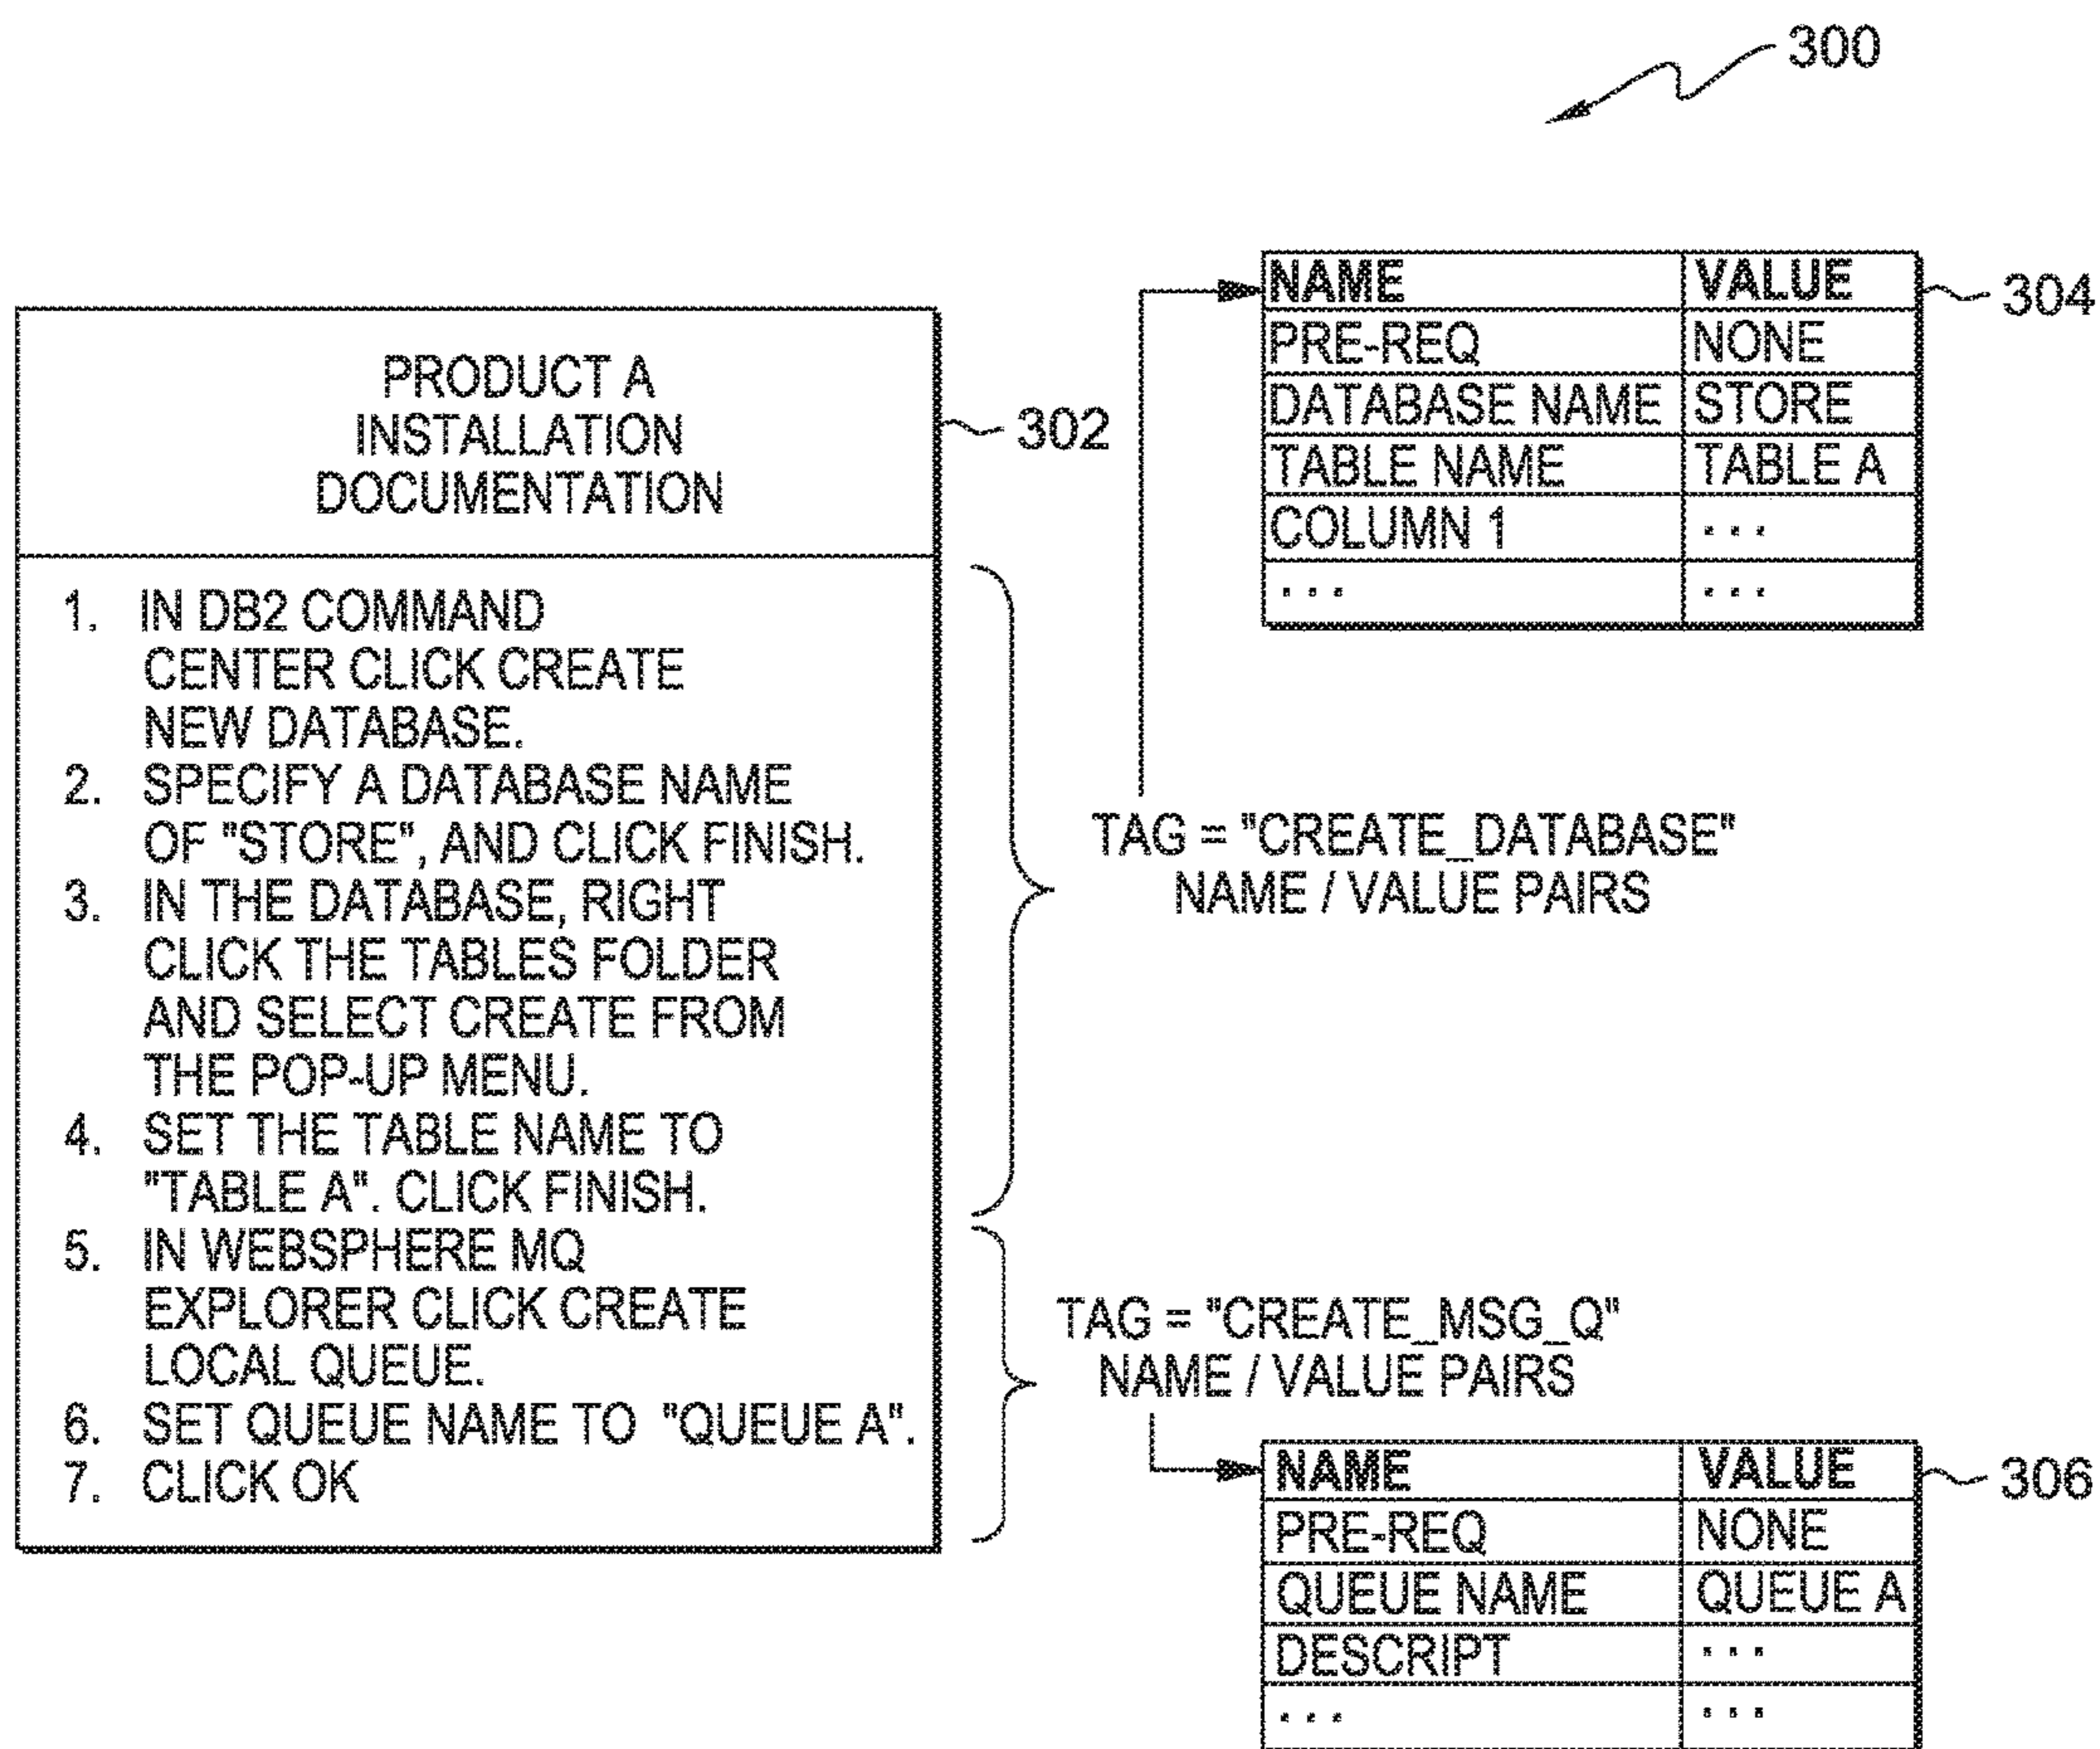 300
PRODUCT A
INSTALLATION
DOCUMENTATION
302
1. IN DB2 COMMAND
CENTER CLICK CREATE
NEW DATABASE.
2. SPECIFY A DATABASE NAME
OF "STORE", AND CLICK FINISH.
3. IN THE DATABASE, RIGHT
CLICK THE TABLES FOLDER
AND SELECT CREATE FROM
THE POP-UP MENU.
4. SET THE TABLE NAME TO
"TABLE A". CLICK FINISH.
5. IN WEBSPHERE MQ
EXPLORER CLICK CREATE
LOCAL QUEUE.
6. SET QUEUE NAME TO "QUEUE A".
7. CLICK OK
NAME VALUE
304
PRE-REQ NONE
DATABASE NAME STORE
TABLE NAME TABLE A
COLUMN 1 ...
... ...
TAG = "CREATE_DATABASE"
NAME / VALUE PAIRS
TAG = "CREATE_MSG_Q"
NAME / VALUE PAIRS
NAME VALUE
306
PRE-REQ NONE
QUEUE NAME QUEUE A
DESCRIPT ...
... ...